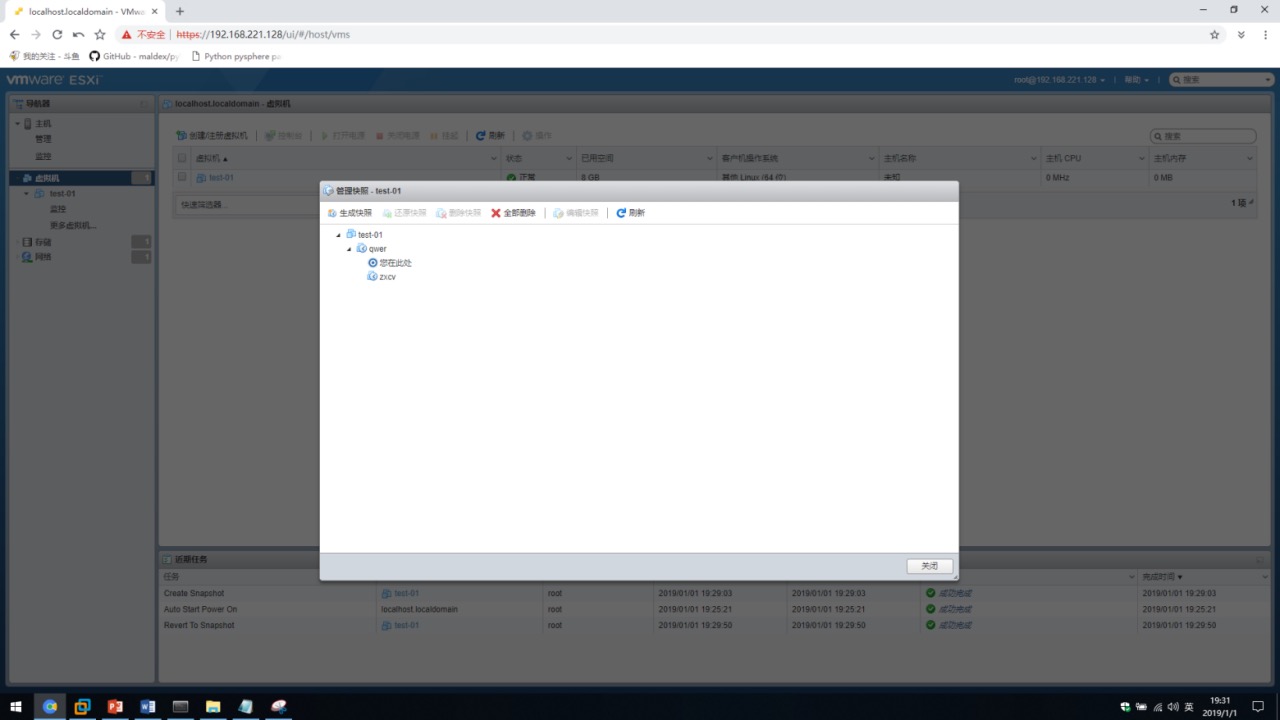 localhost.localdomain - VMwa
不安全 | https://192.168.221.128/ui/#/host/vms
我的关注 - 斗鱼 GitHub - maldex/py Python pysphere pa
vmware ESXi
root@192.168.221.128 | 帮助 | 搜索
导航器
localhost.localdomain - 虚拟机
主机
管理
监控
虚拟机 1
test-01
监控
更多虚拟机...
存储 1
网络 1
创建/注册虚拟机 | 控制台 | 打开电源 关闭电源 挂起 | 刷新 | 操作
搜索
虚拟机 状态 已用空间 客户机操作系统 主机名称 主机 CPU 主机内存
test-01 正常 0 GB 其他 Linux (64 位) 未知 0 MHz 0 MB
快速筛选器...
1 项
管理快照 - test-01
生成快照 还原快照 删除快照 全部删除 | 编辑快照 | 刷新
test-01
qwer
您在此处
zxcv
关闭
近期任务
任务 完成时间
Create Snapshot test-01 root 2019/01/01 19:29:03 2019/01/01 19:29:03 成功完成 2019/01/01 19:29:03
Auto Start Power On localhost.localdomain root 2019/01/01 19:25:21 2019/01/01 19:25:21 成功完成 2019/01/01 19:25:21
Revert To Snapshot test-01 root 2019/01/01 19:29:50 2019/01/01 19:29:50 成功完成 2019/01/01 19:29:50
英
19:31
2019/1/1